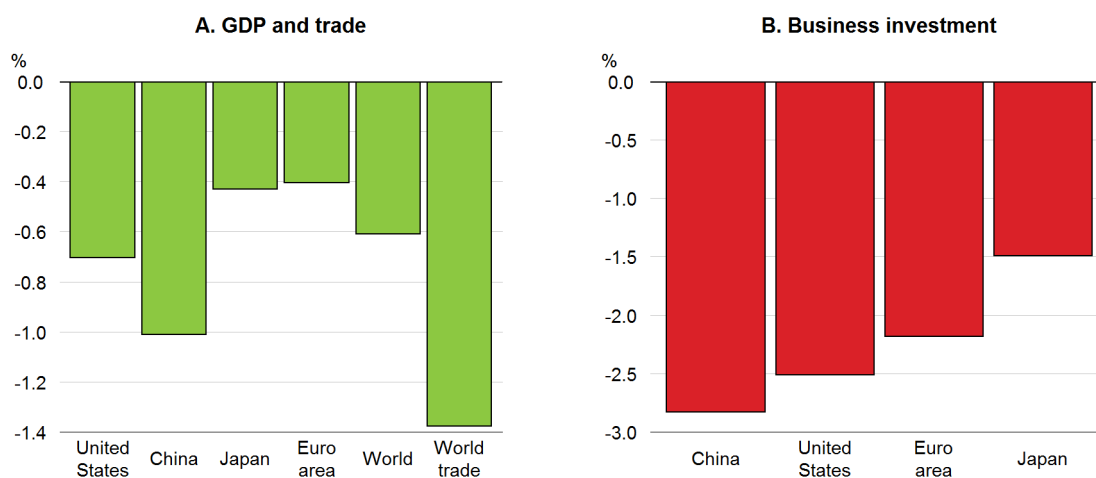 A. GDP and trade
%
0.0
-0.2
-0.4
-0.6
-0.8
-1.0
-1.2
-1.4
United
States
China
Japan
Euro
area
World
World
trade
B. Business investment
%
0.0
-0.5
-1.0
-1.5
-2.0
-2.5
-3.0
China
United
States
Euro
area
Japan